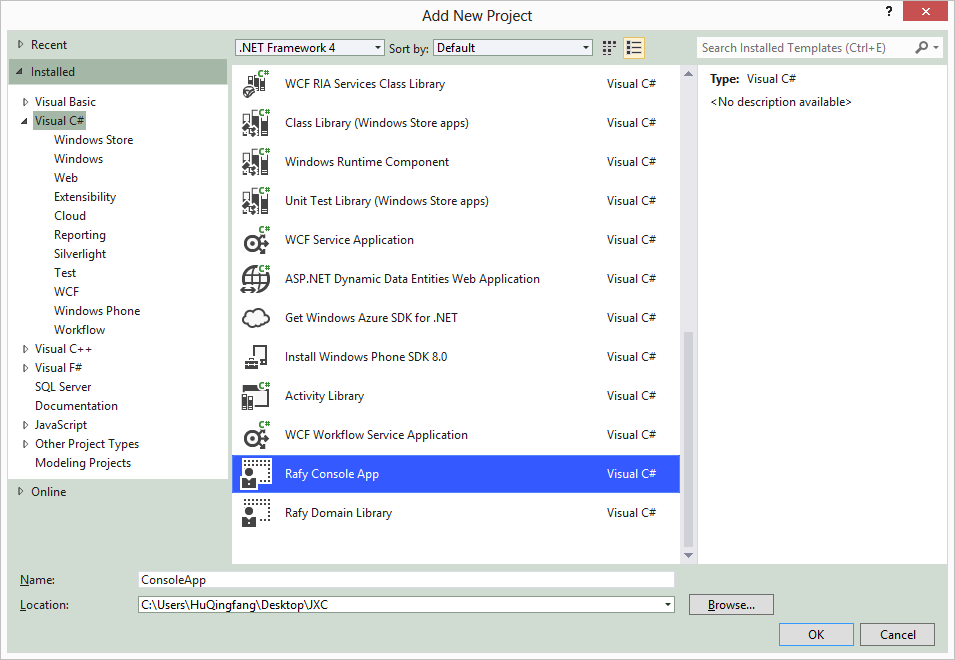 Add New Project
?
Recent
Installed
Visual Basic
Visual C#
Windows Store
Windows
Web
Extensibility
Cloud
Reporting
Silverlight
Test
WCF
Windows Phone
Workflow
Visual C++
Visual F#
SQL Server
Documentation
JavaScript
Other Project Types
Modeling Projects
Online
.NET Framework 4 Sort by: Default
C# WCF RIA Services Class Library Visual C#
C# Class Library (Windows Store apps) Visual C#
C# Windows Runtime Component Visual C#
C# Unit Test Library (Windows Store apps) Visual C#
C# WCF Service Application Visual C#
C# ASP.NET Dynamic Data Entities Web Application Visual C#
Get Windows Azure SDK for .NET Visual C#
Install Windows Phone SDK 8.0 Visual C#
C# Activity Library Visual C#
C# WCF Workflow Service Application Visual C#
Rafy Console App Visual C#
Rafy Domain Library Visual C#
Search Installed Templates (Ctrl+E)
Type: Visual C#
<No description available>
Name: ConsoleApp
Location: C:\Users\HuQingfang\Desktop\JXC
Browse...
OK Cancel